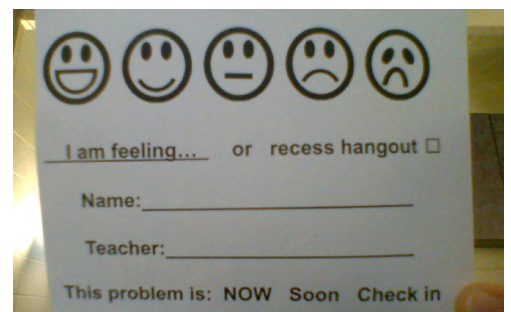 I am feeling... or recess hangout ☐
Name:
Teacher:
This problem is: NOW Soon Check in